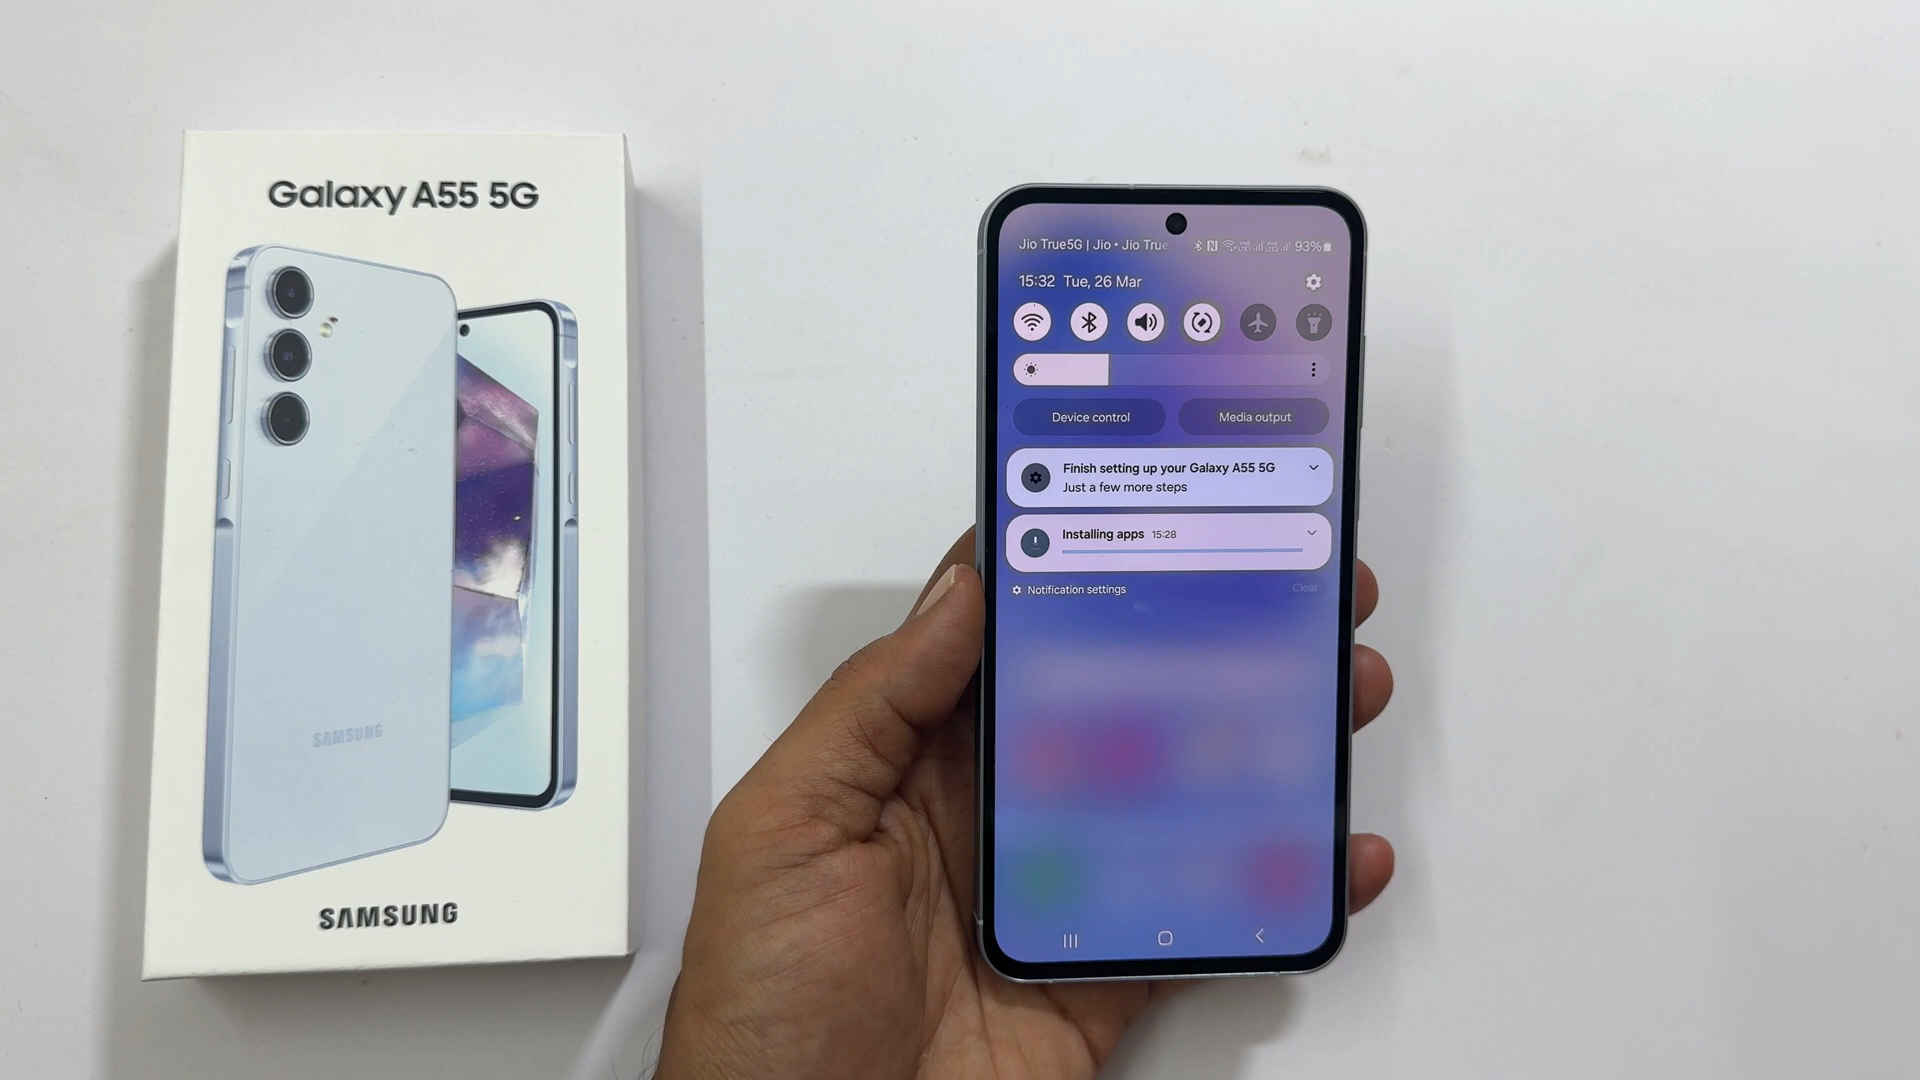 Galaxy A55 5G
SAMSUNG
SAMSUNG
Jio True5G | Jio • Jio True
93%
15:32 Tue, 26 Mar
Device control
Media output
Finish setting up your Galaxy A55 5G
Just a few more steps
Installing apps 15:28
Notification settings
Clear